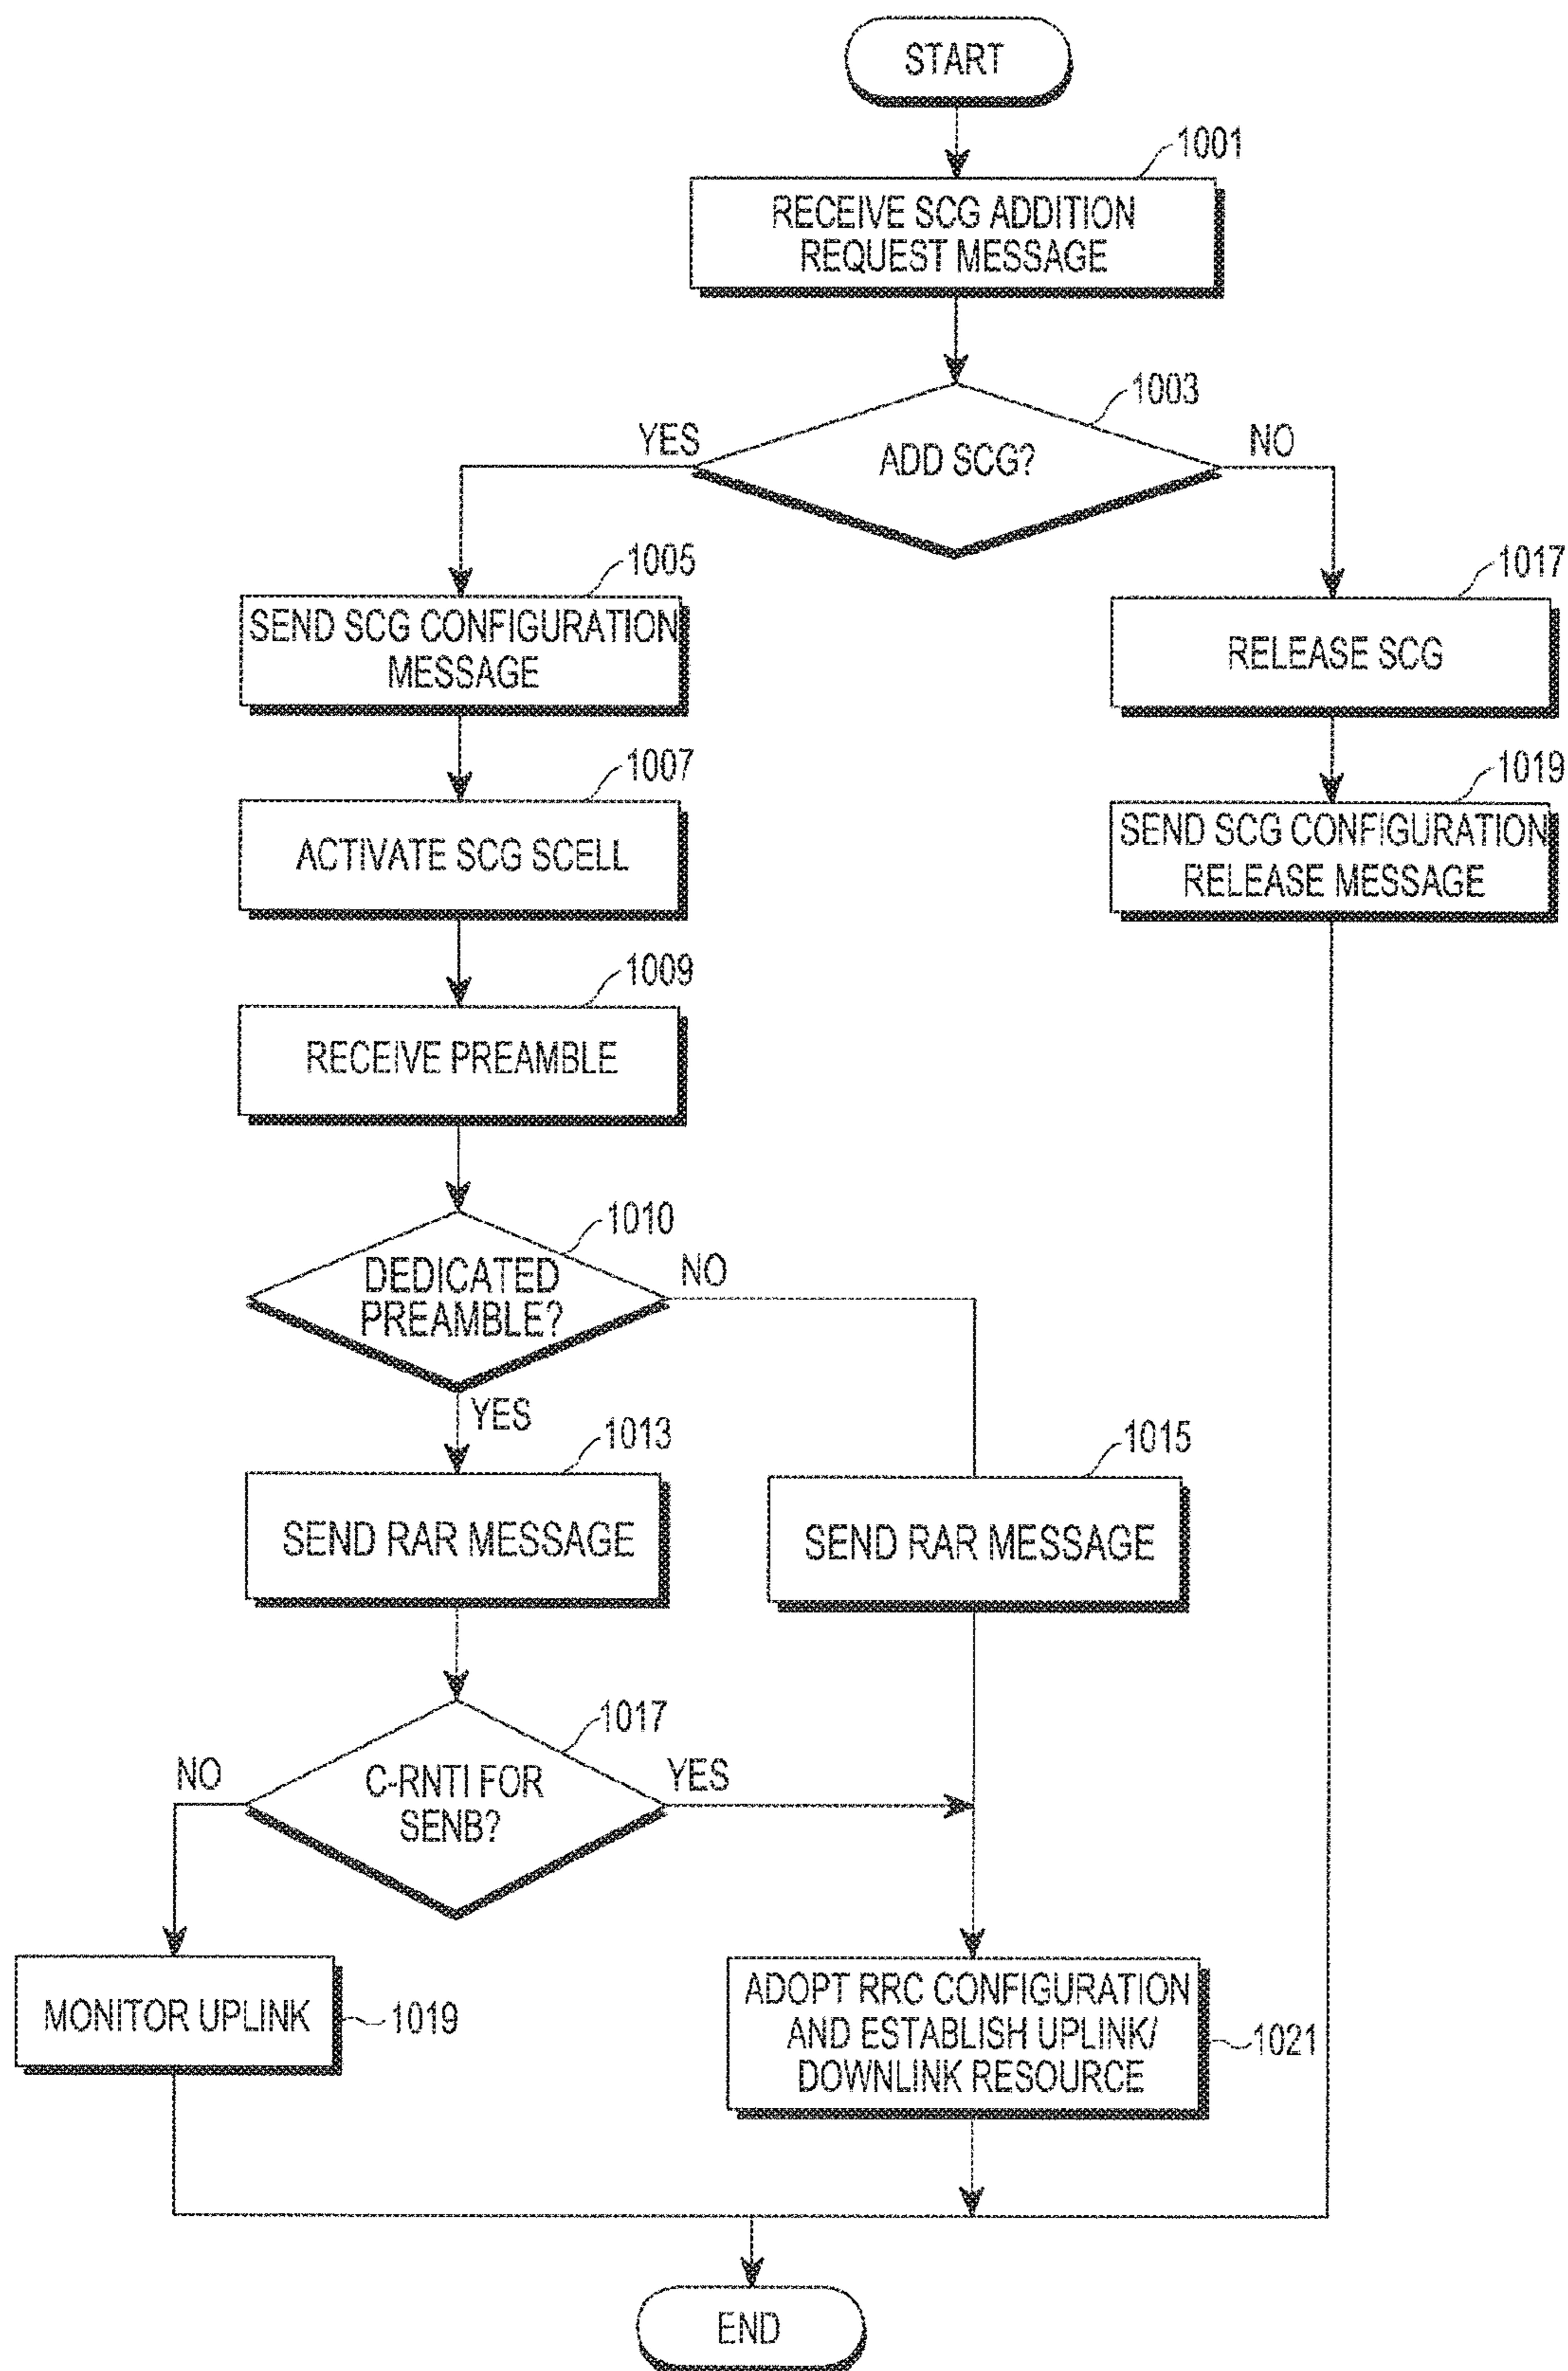 START
1001
RECEIVE SCG ADDITION
REQUEST MESSAGE
1003
YES
ADD SCG?
NO
1005
SEND SCG CONFIGURATION
MESSAGE
1017
RELEASE SCG
1007
ACTIVATE SCG SCELL
1019
SEND SCG CONFIGURATION
RELEASE MESSAGE
1009
RECEIVE PREAMBLE
1010
DEDICATED
PREAMBLE?
NO
YES
1013
SEND RAR MESSAGE
1015
SEND RAR MESSAGE
1017
NO
C-RNTI FOR
SENB?
YES
MONITOR UPLINK
1019
ADOPT RRC CONFIGURATION
AND ESTABLISH UPLINK/
DOWNLINK RESOURCE
1021
END